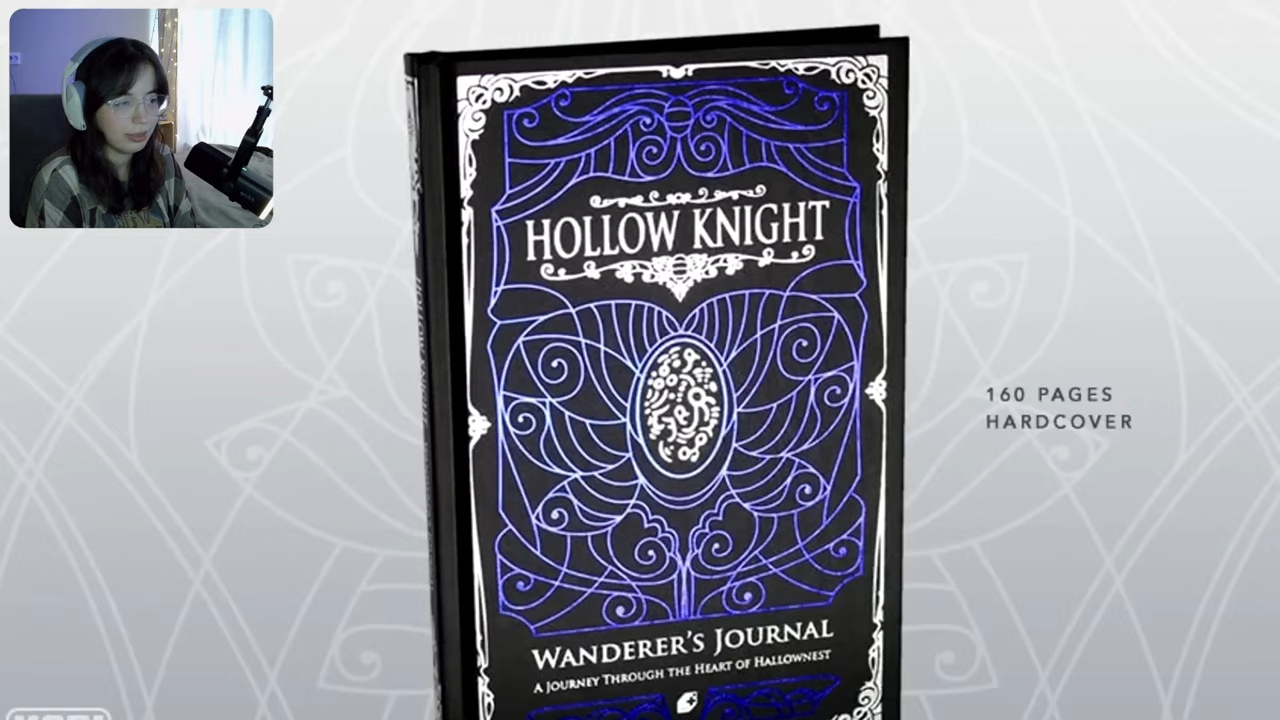 HOLLOW KNIGHT
160 PAGES
HARDCOVER
WANDERER'S JOURNAL
A JOURNEY THROUGH THE HEART OF HALLOWNEST